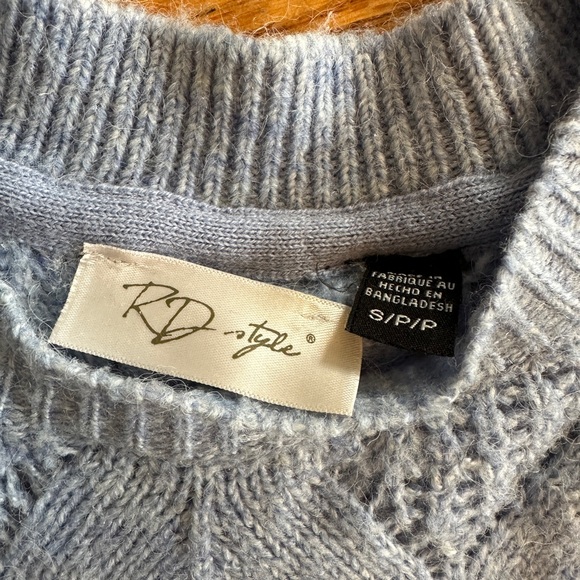 RD style®
FABRIQUE AU
HECHO EN
BANGLADESH
S/P/P